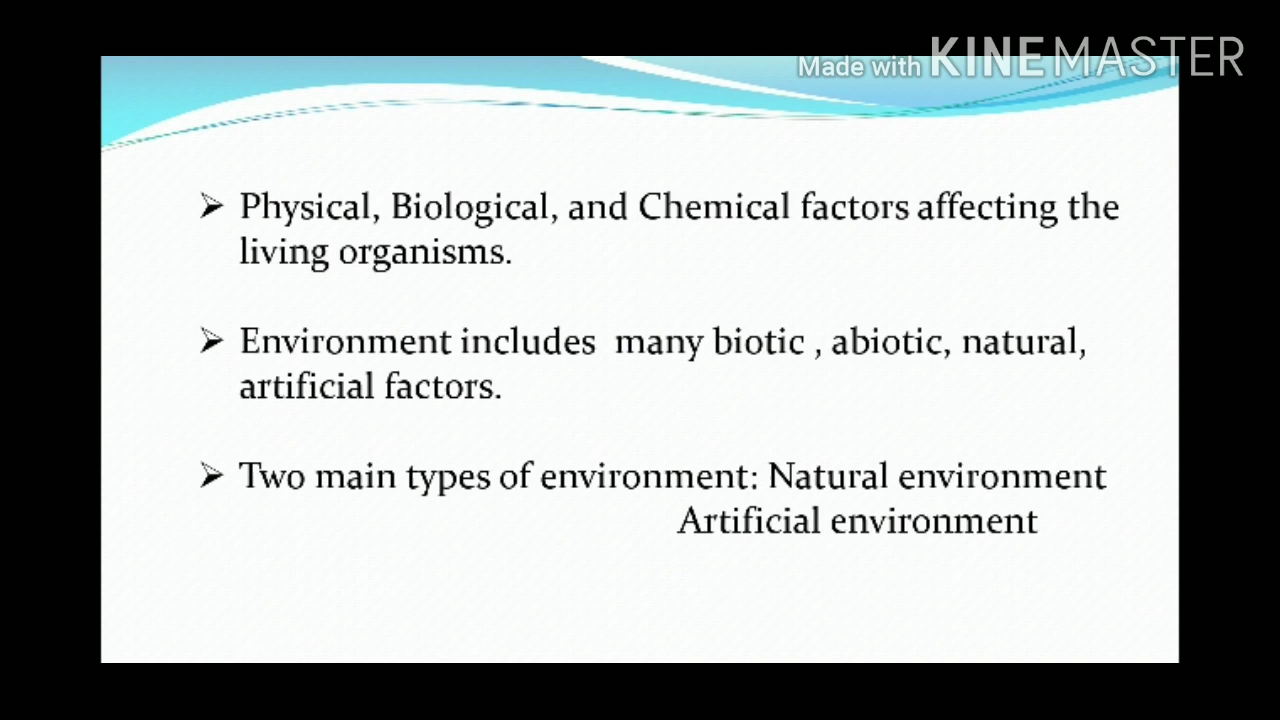 Made with KINEMASTER
➢ Physical, Biological, and Chemical factors affecting the
living organisms.
➢ Environment includes  many biotic , abiotic, natural,
artificial factors.
➢ Two main types of environment: Natural environment
Artificial environment